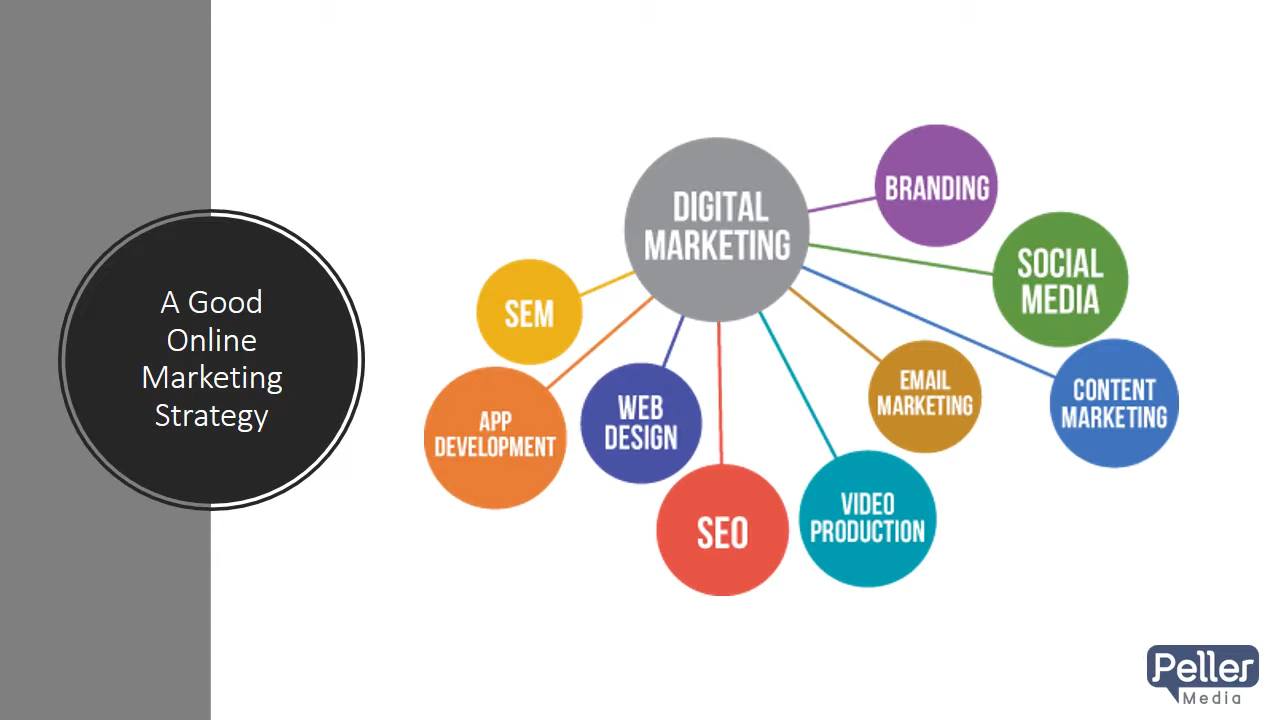 A Good
Online
Marketing
Strategy
DIGITAL
MARKETING
BRANDING
SOCIAL
MEDIA
SEM
CONTENT
MARKETING
EMAIL
MARKETING
WEB
DESIGN
APP
DEVELOPMENT
VIDEO
PRODUCTION
SEO
Peller
Media